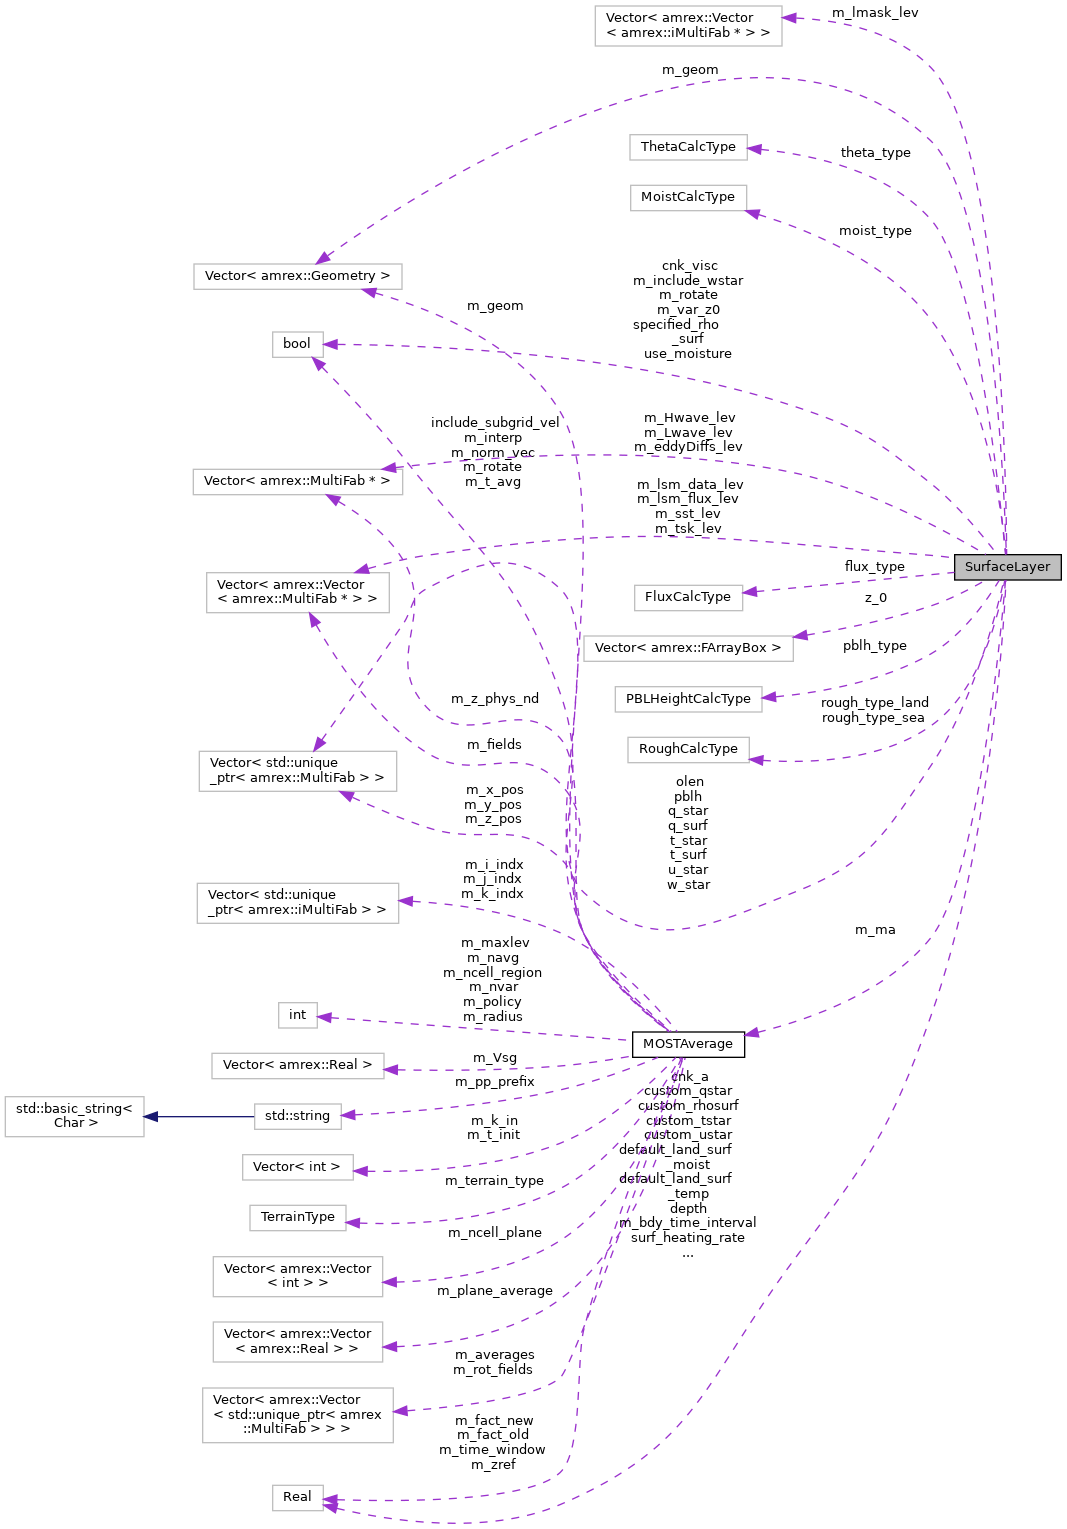 Vector< amrex::Vector
< amrex::iMultiFab * > >
m_lmask_lev
m_geom
ThetaCalcType
theta_type
MoistCalcType
moist_type
Vector< amrex::Geometry >
m_geom
cnk_visc
m_include_wstar
m_rotate
m_var_z0
specified_rho
_surf
use_moisture
bool
include_subgrid_vel
m_interp
m_norm_vec
m_rotate
m_t_avg
m_Hwave_lev
m_Lwave_lev
m_eddyDiffs_lev
Vector< amrex::MultiFab * >
m_lsm_data_lev
m_lsm_flux_lev
m_sst_lev
m_tsk_lev
SurfaceLayer
flux_type
FluxCalcType
Vector< amrex::Vector
< amrex::MultiFab * > >
z_0
Vector< amrex::FArrayBox >
pblh_type
PBLHeightCalcType
m_z_phys_nd
rough_type_land
rough_type_sea
RoughCalcType
m_fields
Vector< std::unique
_ptr< amrex::MultiFab > >
m_x_pos
m_y_pos
m_z_pos
olen
pblh
q_star
q_surf
t_star
t_surf
u_star
w_star
m_i_indx
m_j_indx
m_k_indx
Vector< std::unique
_ptr< amrex::iMultiFab > >
m_ma
m_maxlev
m_navg
m_ncell_region
m_nvar
m_policy
m_radius
int
MOSTAverage
m_Vsg
Vector< amrex::Real >
m_pp_prefix
std::string
std::basic_string<
Char >
m_k_in
m_t_init
Vector< int >
m_terrain_type
TerrainType
cnk_a
custom_qstar
custom_rhosurf
custom_tstar
custom_ustar
default_land_surf
_moist
default_land_surf
_temp
depth
m_bdy_time_interval
surf_heating_rate
...
m_ncell_plane
Vector< amrex::Vector
< int > >
m_plane_average
Vector< amrex::Vector
< amrex::Real > >
m_averages
m_rot_fields
Vector< amrex::Vector
< std::unique_ptr< amrex
::MultiFab > > >
m_fact_new
m_fact_old
m_time_window
m_zref
Real